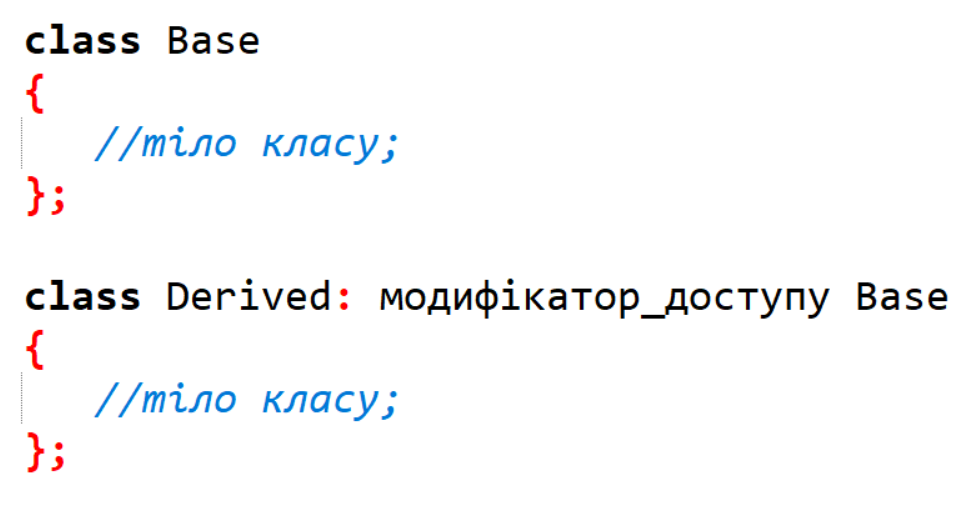 class Base
{
//тіло класу;
};
class Derived: модифікатор_доступу Base
{
//тіло класу;
};